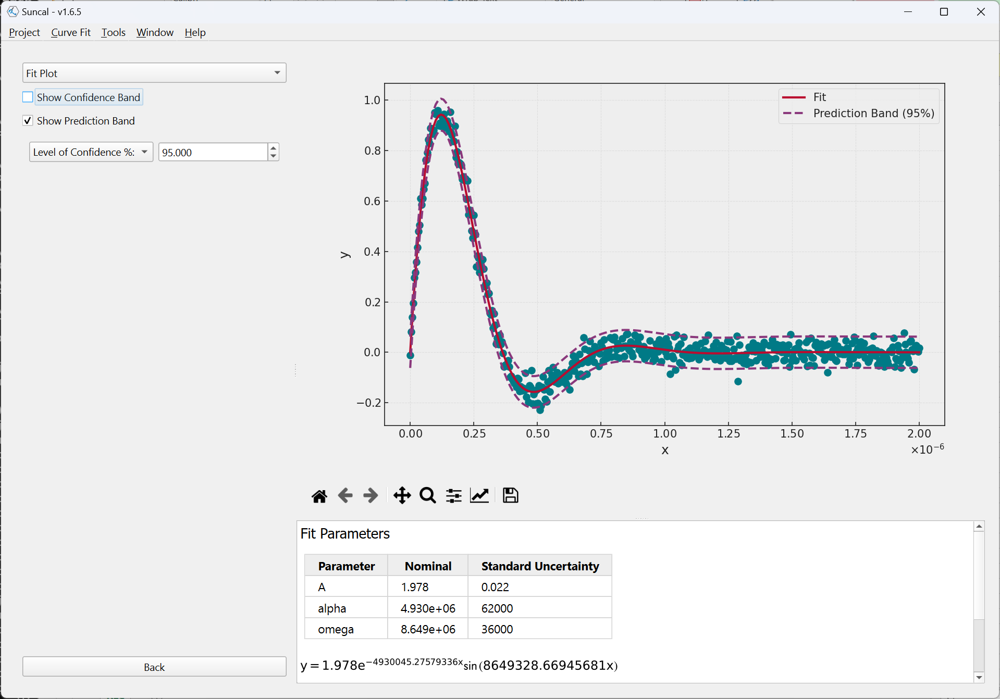 Suncal - v1.6.5
Project Curve Fit Tools Window Help
Fit Plot
Show Confidence Band
Show Prediction Band
Level of Confidence %: 95.000
Back
Fit
Prediction Band (95%)
1.0
0.8
0.6
0.4
0.2
0.0
−0.2
y
0.00 0.25 0.50 0.75 1.00 1.25 1.50 1.75 2.00
x
×10⁻⁶
Fit Parameters
Parameter Nominal Standard Uncertainty
A 1.978 0.022
alpha 4.930e+06 62000
omega 8.649e+06 36000
y = 1.978e^−4930045.27579336x sin(8649328.66945681x)